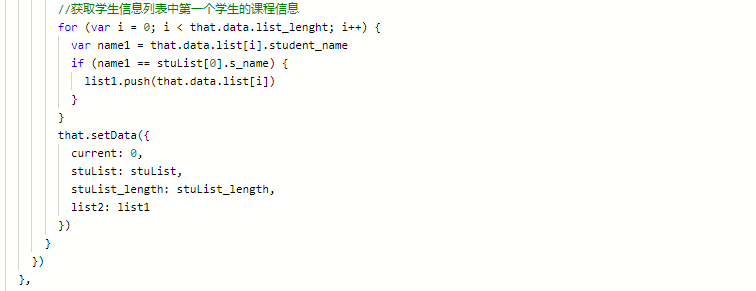 //获取学生信息列表中第一个学生的课程信息
for (var i = 0; i < that.data.list_lenght; i++) {
var name1 = that.data.list[i].student_name
if (name1 == stuList[0].s_name) {
list1.push(that.data.list[i])
}
}
that.setData({
current: 0,
stuList: stuList,
stuList_length: stuList_length,
list2: list1
})
}
})
},